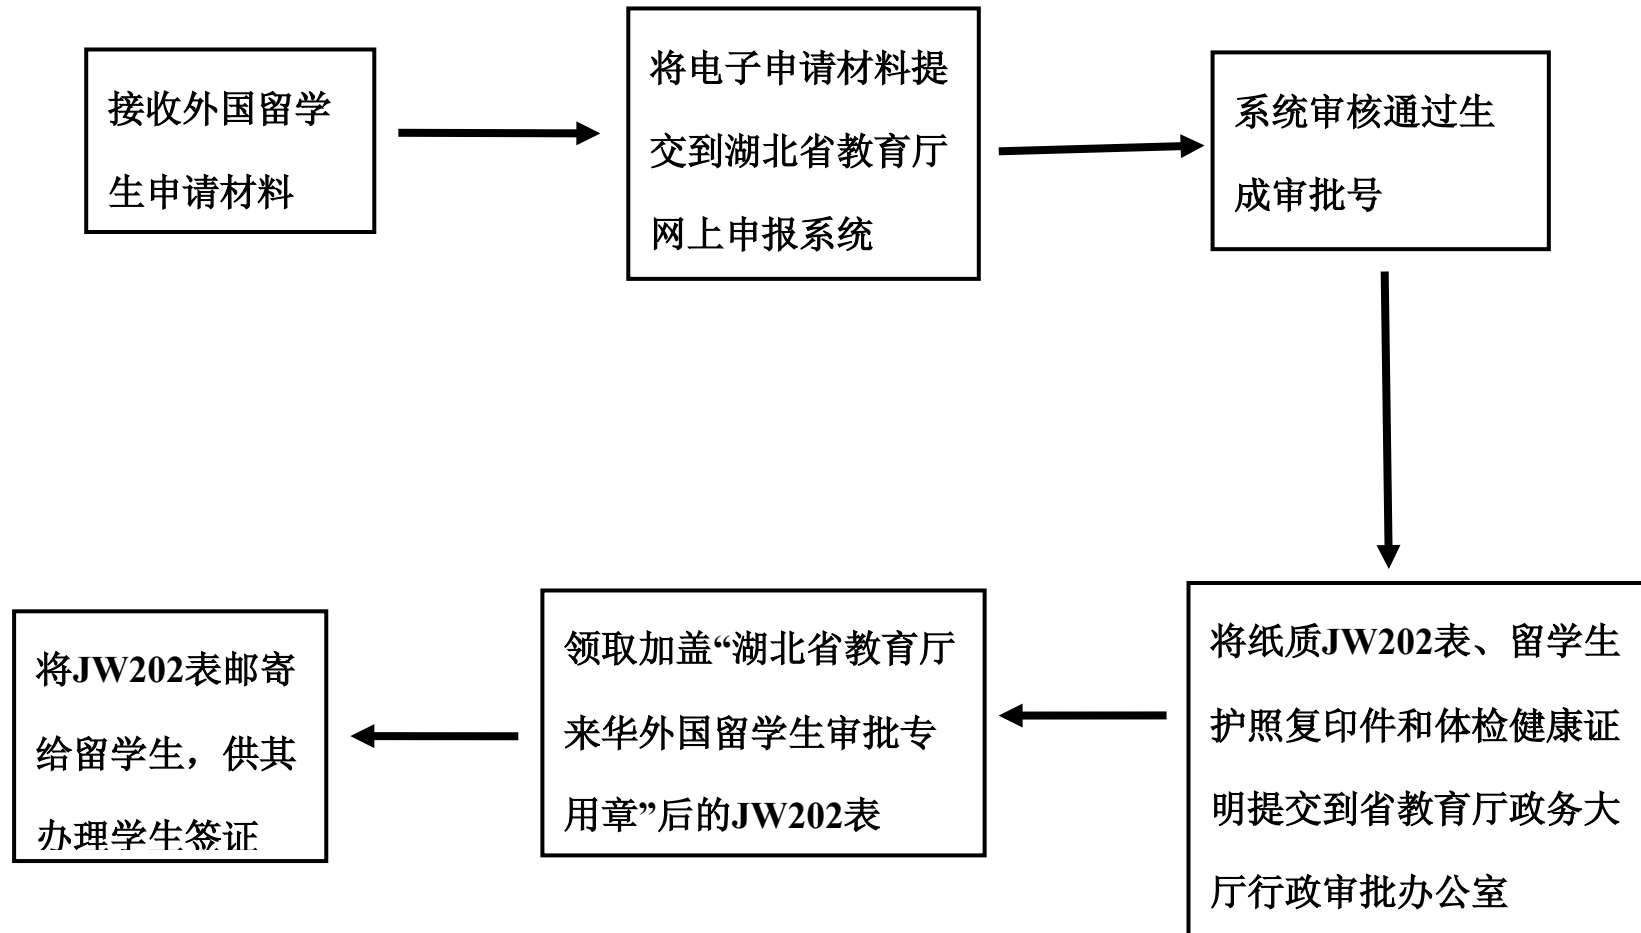 接收外国留学
生申请材料
将电子申请材料提
交到湖北省教育厅
网上申报系统
系统审核通过生
成审批号
将纸质JW202表、留学生
护照复印件和体检健康证
明提交到省教育厅政务大
厅行政审批办公室
领取加盖“湖北省教育厅
来华外国留学生审批专
用章”后的JW202表
将JW202表邮寄
给留学生，供其
办理学生签证